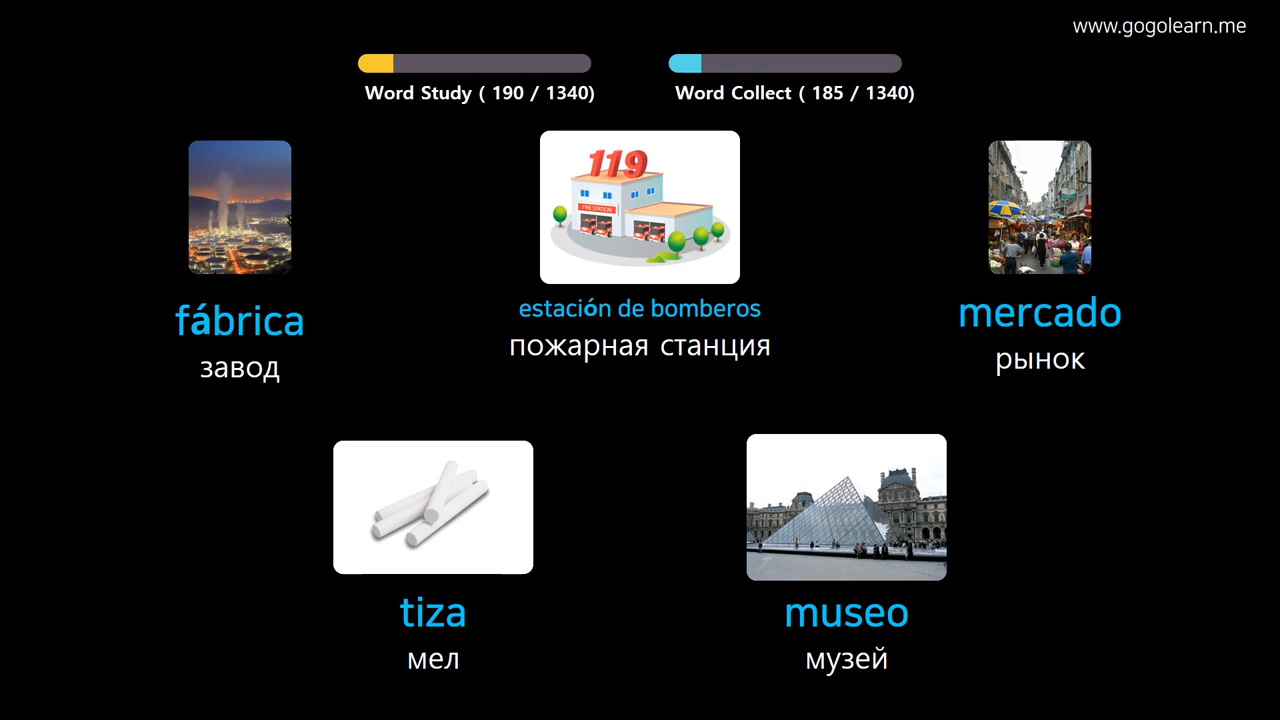 www.gogolearn.me
Word Study ( 190 / 1340)
Word Collect ( 185 / 1340)
119
FIRE STATION
fábrica
завод
estación de bomberos
пожарная станция
mercado
рынок
tiza
мел
museo
музей